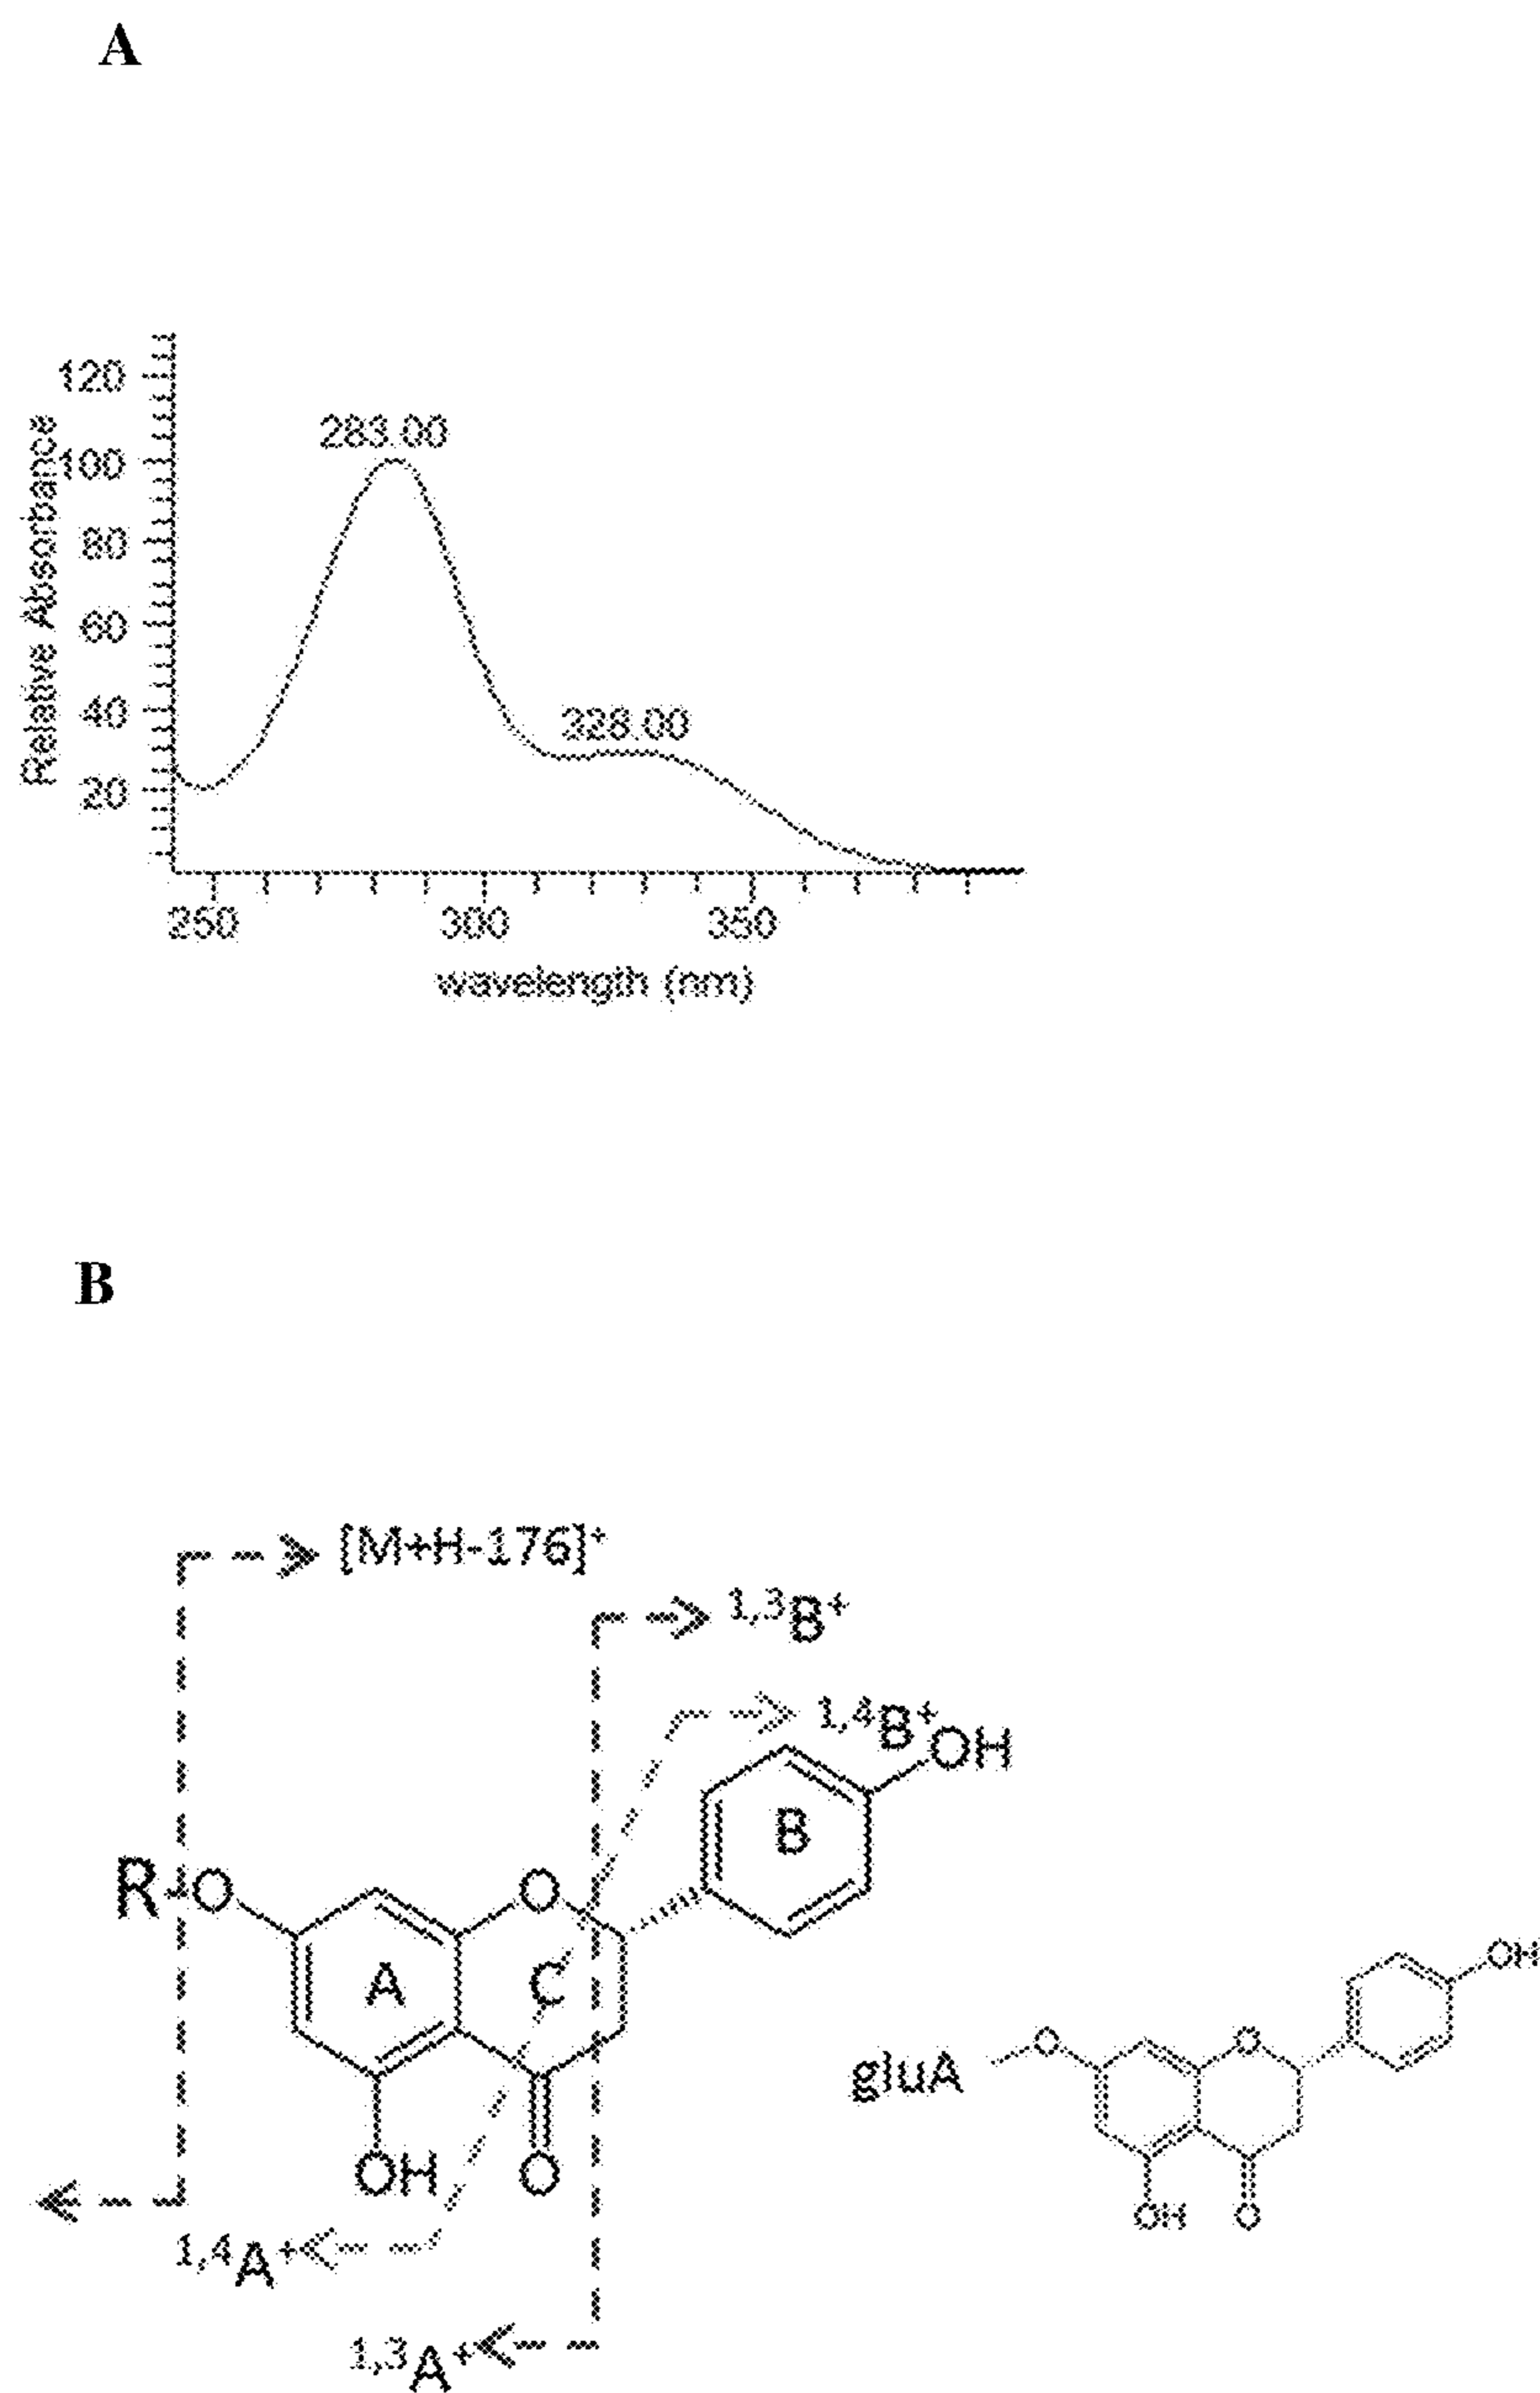 A
120
100
80
60
40
20
Relative Absorbance
283.00
328.00
250
300
350
wavelength (nm)
B
[M+H-176]⁺
¹,³B⁺
¹,⁴B⁺
OH
B
R
O
O
A
C
OH
O
¹,⁴A⁺
¹,³A⁺
OH
gluA
O
O
OH
O